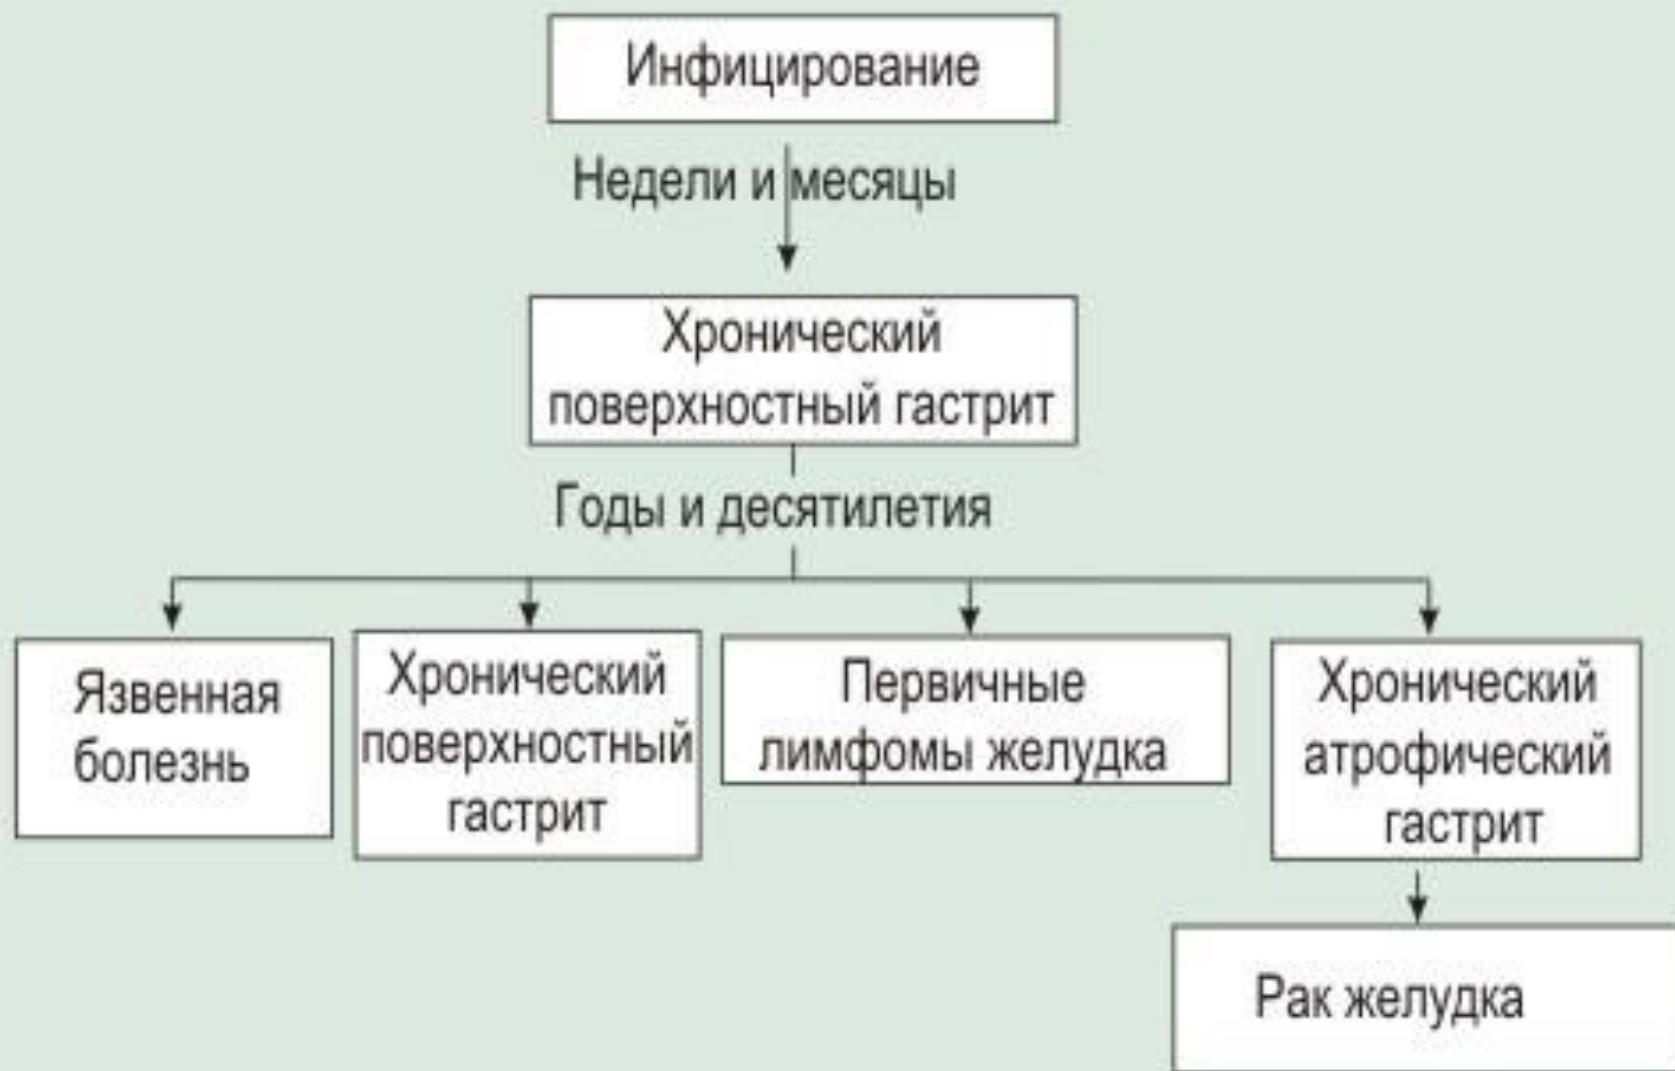 Инфицирование
Недели и месяцы
Хронический
поверхностный гастрит
Годы и десятилетия
Язвенная
болезнь
Хронический
поверхностный
гастрит
Первичные
лимфомы желудка
Хронический
атрофический
гастрит
Рак желудка